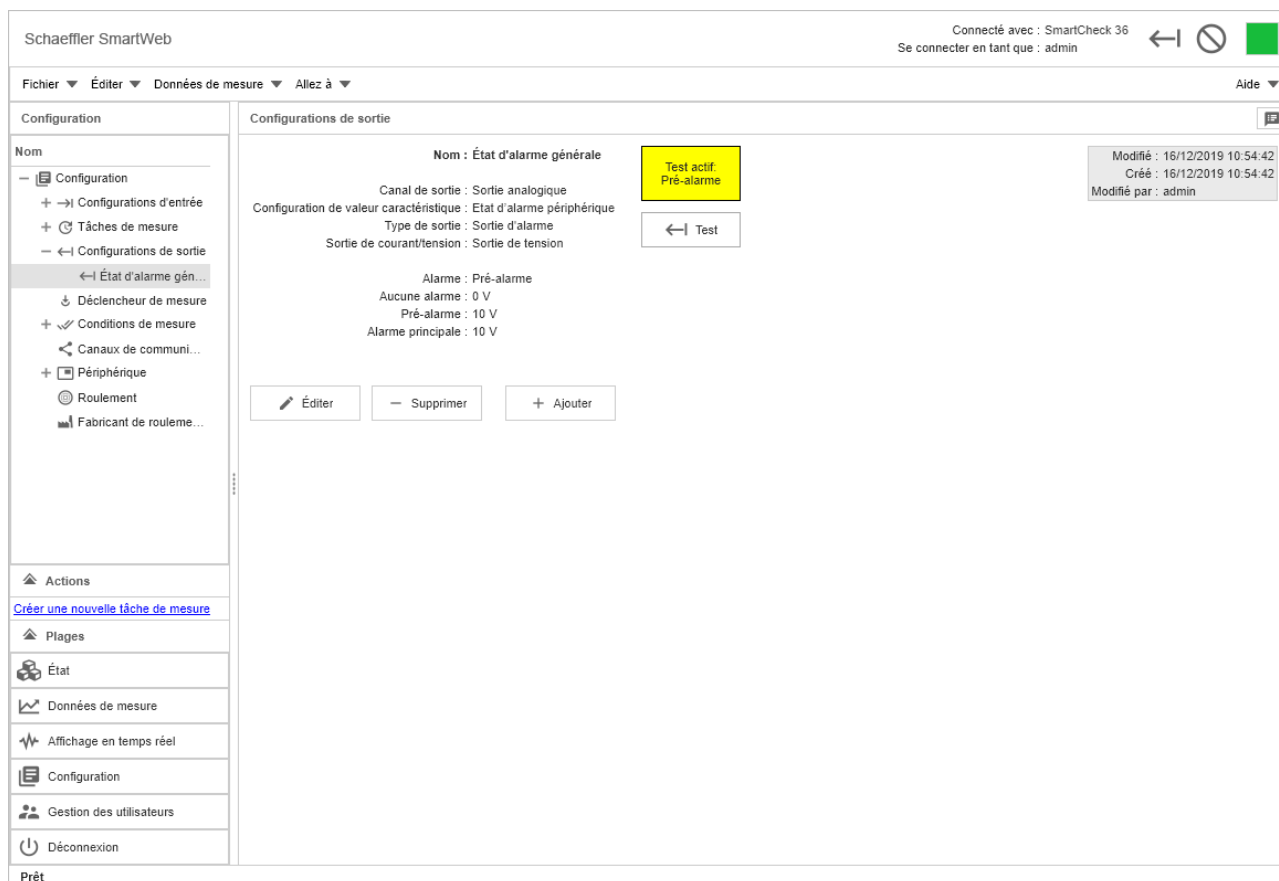 Schaeffler SmartWeb
Connecté avec : SmartCheck 36
Se connecter en tant que : admin
Fichier Éditer Données de mesure Allez à Aide
Configuration
Nom
Configuration
Configurations d'entrée
Tâches de mesure
Configurations de sortie
État d'alarme gén...
Déclencheur de mesure
Conditions de mesure
Canaux de communi...
Périphérique
Roulement
Fabricant de rouleme...
Actions
Créer une nouvelle tâche de mesure
Plages
État
Données de mesure
Affichage en temps réel
Configuration
Gestion des utilisateurs
Déconnexion
Configurations de sortie
Nom : État d'alarme générale
Canal de sortie : Sortie analogique
Configuration de valeur caractéristique : Etat d'alarme périphérique
Type de sortie : Sortie d'alarme
Sortie de courant/tension : Sortie de tension
Alarme : Pré-alarme
Aucune alarme : 0 V
Pré-alarme : 10 V
Alarme principale : 10 V
Éditer
Supprimer
Ajouter
Test actif:
Pré-alarme
Test
Modifié : 16/12/2019 10:54:42
Créé : 16/12/2019 10:54:42
Modifié par : admin
Prêt